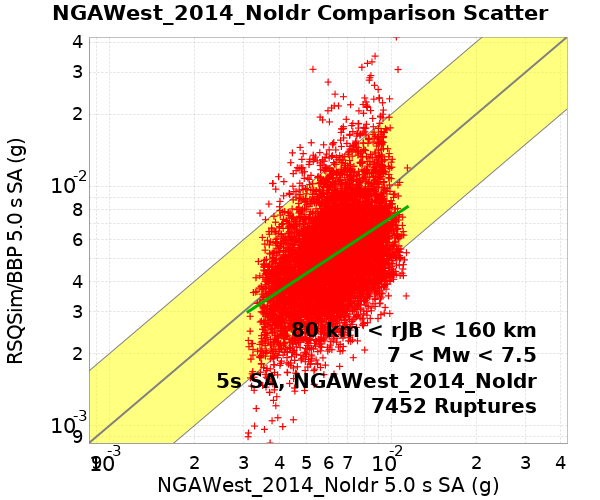 NGAWest_2014_NoIdr Comparison Scatter
RSQSim/BBP 5.0 s SA (g)
4
3
2
10-2
8
6
4
3
2
10-3
9
80 km < rJB < 160 km
7 < Mw < 7.5
5s SA, NGAWest_2014_NoIdr
7452 Ruptures
9 10-3 2 3 4 5 6 7 10-2 2 3 4
NGAWest_2014_NoIdr 5.0 s SA (g)